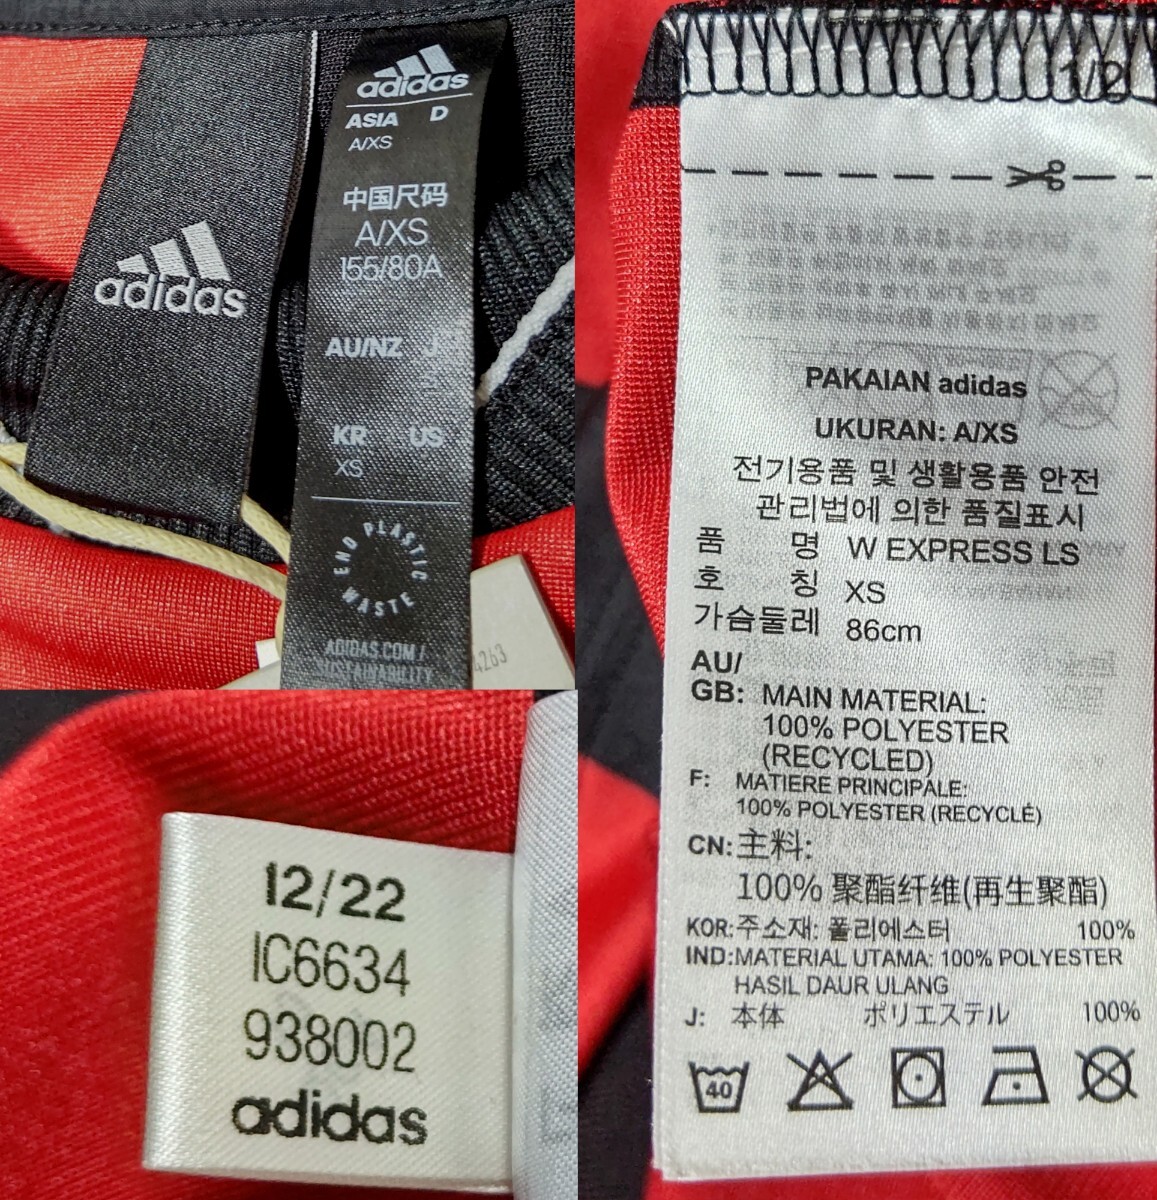 adidas
adidas
ASIA D
A/XS
中国尺码
A/XS
155/80A
AU/NZ J
KR US
XS
END PLASTIC WASTE
ADIDAS.COM/
SUSTAINABILITY
4263
12/22
IC6634
938002
adidas
1/2
PAKAIAN adidas
UKURAN: A/XS
전기용품 및 생활용품 안전
관리법에 의한 품질표시
품 명 W EXPRESS LS
호 칭 XS
가슴둘레 86cm
AU/
GB: MAIN MATERIAL:
100% POLYESTER
(RECYCLED)
F: MATIERE PRINCIPALE:
100% POLYESTER (RECYCLÉ)
CN: 主料:
100% 聚酯纤维(再生聚酯)
KOR: 주소재: 폴리에스터 100%
IND: MATERIAL UTAMA: 100% POLYESTER
HASIL DAUR ULANG
J: 本体 ポリエステル 100%
40